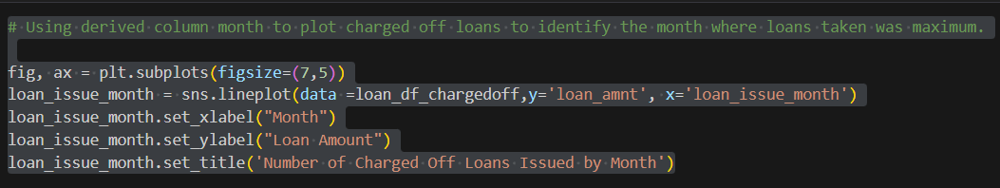 # Using derived column month to plot charged off loans to identify the month where loans taken was maximum.
fig, ax = plt.subplots(figsize=(7,5))
loan_issue_month = sns.lineplot(data =loan_df_chargedoff,y='loan_amnt', x='loan_issue_month')
loan_issue_month.set_xlabel("Month")
loan_issue_month.set_ylabel("Loan Amount")
loan_issue_month.set_title('Number of Charged Off Loans Issued by Month')